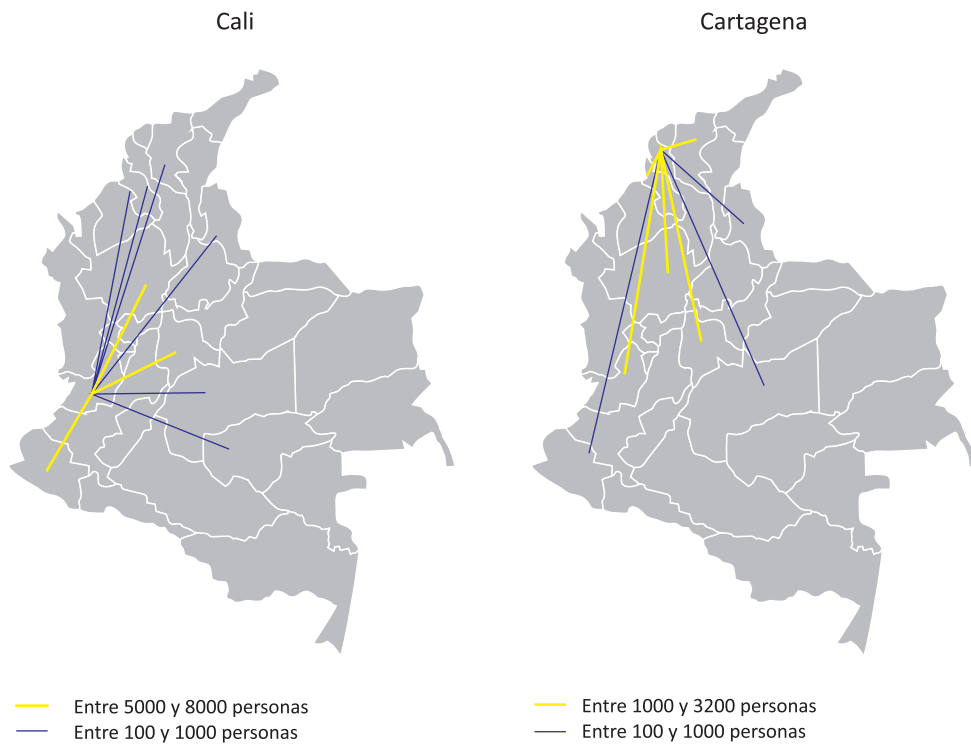 Cali
Cartagena
Entre 5000 y 8000 personas
Entre 100 y 1000 personas
Entre 1000 y 3200 personas
Entre 100 y 1000 personas